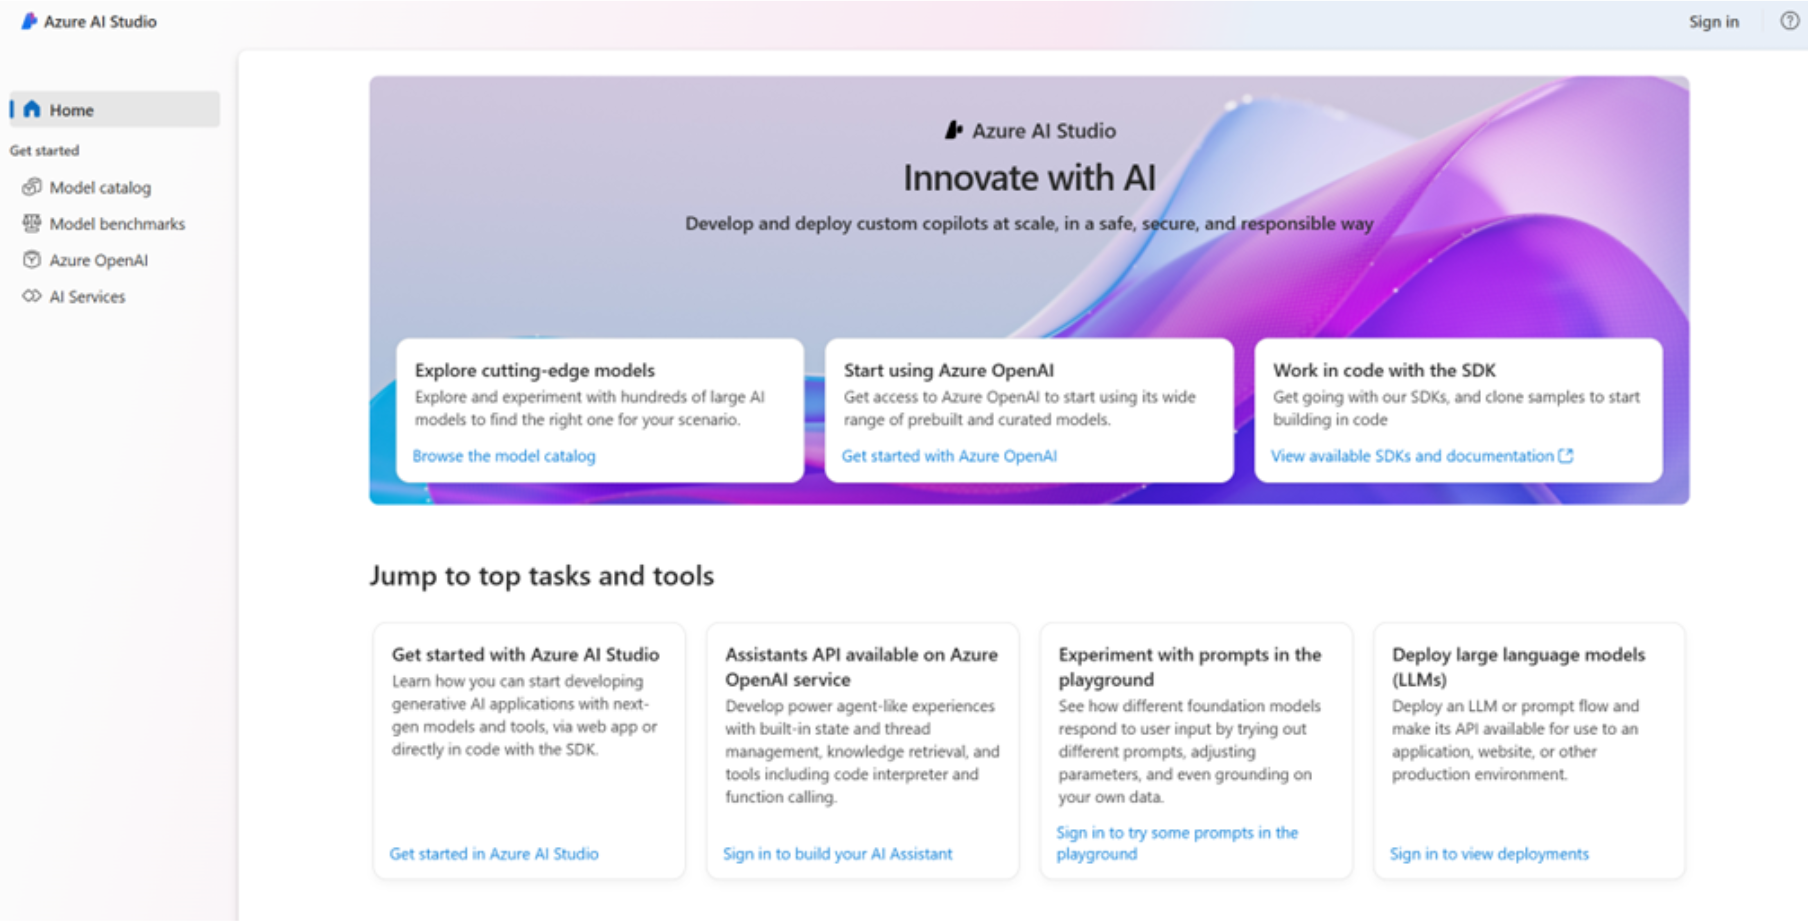 Azure AI Studio
Sign in
Home
Get started
Model catalog
Model benchmarks
Azure OpenAI
AI Services
Azure AI Studio
Innovate with AI
Develop and deploy custom copilots at scale, in a safe, secure, and responsible way
Explore cutting-edge models
Explore and experiment with hundreds of large AI
models to find the right one for your scenario.
Browse the model catalog
Start using Azure OpenAI
Get access to Azure OpenAI to start using its wide
range of prebuilt and curated models.
Get started with Azure OpenAI
Work in code with the SDK
Get going with our SDKs, and clone samples to start
building in code
View available SDKs and documentation
Jump to top tasks and tools
Get started with Azure AI Studio
Learn how you can start developing
generative AI applications with next-
gen models and tools, via web app or
directly in code with the SDK.
Get started in Azure AI Studio
Assistants API available on Azure
OpenAI service
Develop power agent-like experiences
with built-in state and thread
management, knowledge retrieval, and
tools including code interpreter and
function calling.
Sign in to build your AI Assistant
Experiment with prompts in the
playground
See how different foundation models
respond to user input by trying out
different prompts, adjusting
parameters, and even grounding on
your own data.
Sign in to try some prompts in the
playground
Deploy large language models
(LLMs)
Deploy an LLM or prompt flow and
make its API available for use to an
application, website, or other
production environment.
Sign in to view deployments